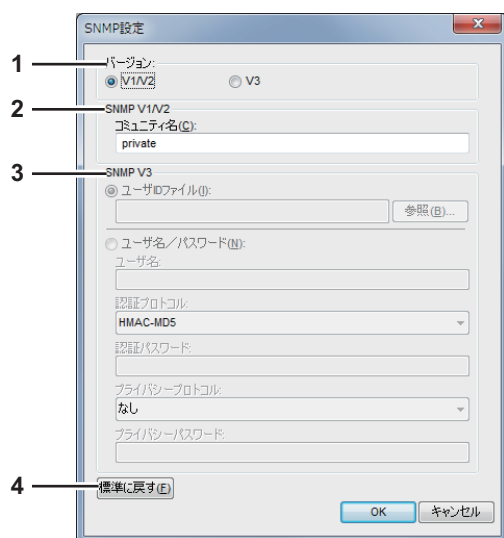 SNMP設定
1
バージョン:
V1/V2 V3
2
SNMP V1/V2
コミュニティ名(C):
private
3
SNMP V3
ユーザIDファイル(I):
参照(B)...
ユーザ名／パスワード(N):
ユーザ名:
認証プロトコル:
HMAC-MD5
認証パスワード:
プライバシープロトコル:
なし
プライバシーパスワード:
4
標準に戻す(F)
OK キャンセル